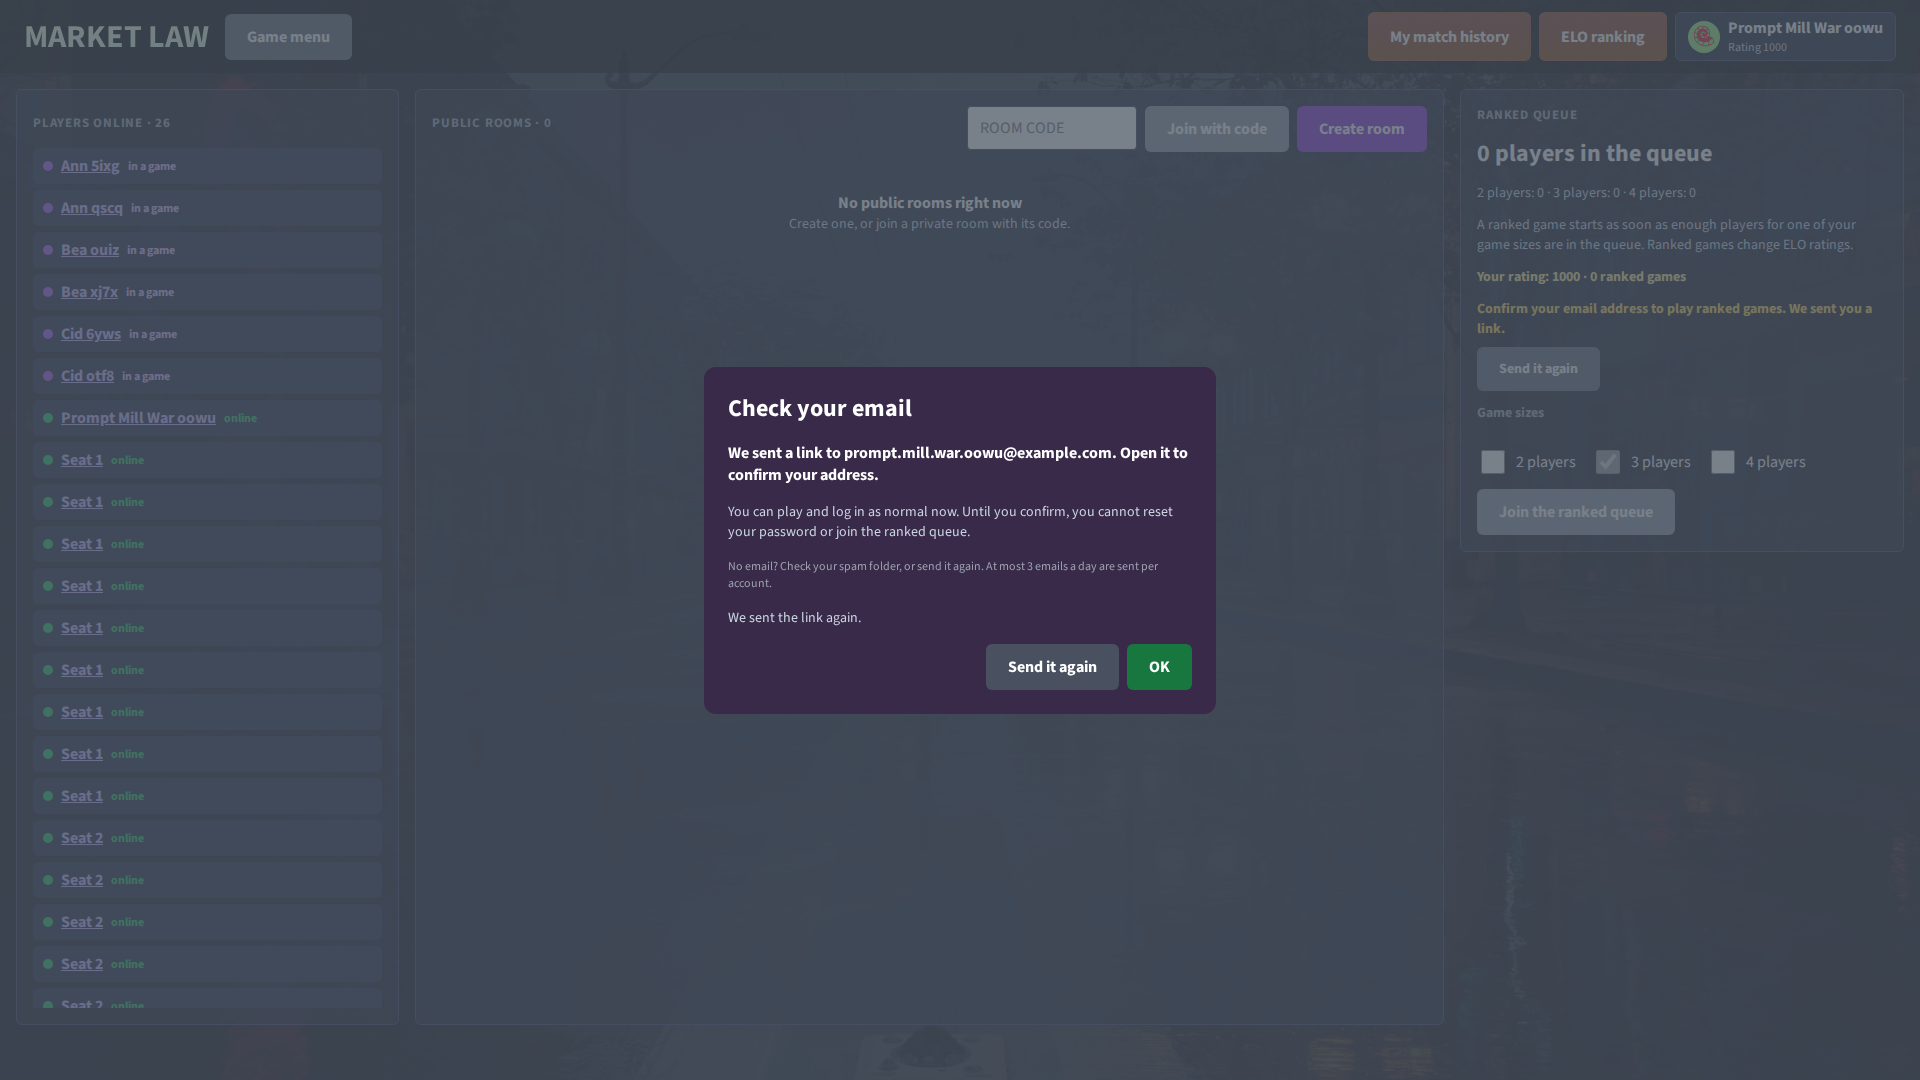 MARKET LAW
Game menu
My match history
ELO ranking
Prompt Mill War oowu
Rating 1000
PLAYERS ONLINE · 26
Ann 5ixg in a game
Ann qscq in a game
Bea ouiz in a game
Bea xj7x in a game
Cid 6yws in a game
Cid otf8 in a game
Prompt Mill War oowu online
Seat 1 online
Seat 1 online
Seat 1 online
Seat 1 online
Seat 1 online
Seat 1 online
Seat 1 online
Seat 1 online
Seat 1 online
Seat 2 online
Seat 2 online
Seat 2 online
Seat 2 online
Seat 2 online
PUBLIC ROOMS · 0
ROOM CODE
Join with code
Create room
No public rooms right now
Create one, or join a private room with its code.
Check your email
We sent a link to prompt.mill.war.oowu@example.com. Open it to
confirm your address.
You can play and log in as normal now. Until you confirm, you cannot reset
your password or join the ranked queue.
No email? Check your spam folder, or send it again. At most 3 emails a day are sent per
account.
We sent the link again.
Send it again
OK
RANKED QUEUE
0 players in the queue
2 players: 0 · 3 players: 0 · 4 players: 0
A ranked game starts as soon as enough players for one of your
game sizes are in the queue. Ranked games change ELO ratings.
Your rating: 1000 · 0 ranked games
Confirm your email address to play ranked games. We sent you a
link.
Send it again
Game sizes
2 players
3 players
4 players
Join the ranked queue